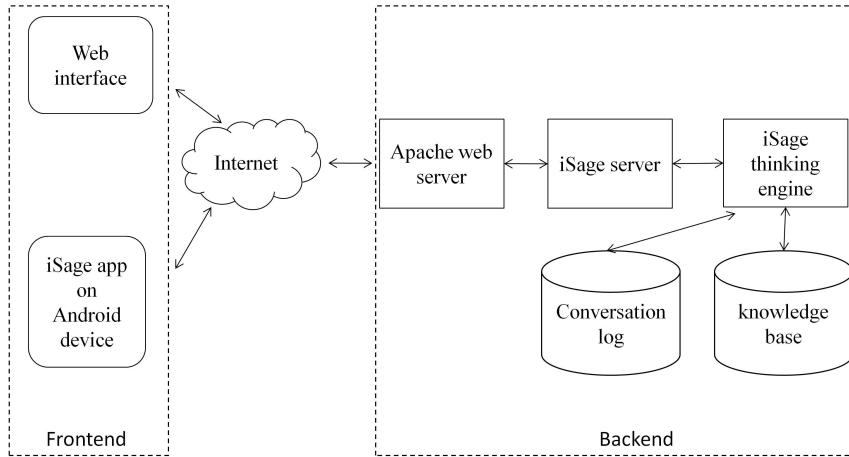 Web
interface
Internet
iSage app
on
Android
device
Frontend
Apache web
server
iSage server
iSage
thinking
engine
Conversation
log
knowledge
base
Backend